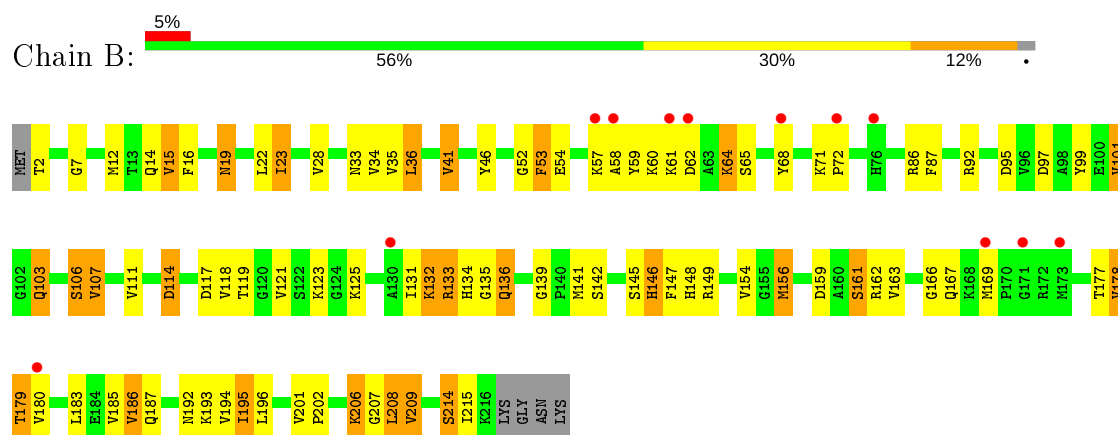 5%
Chain B:
56% 30% 12% •
MET T2 G7 M12 T13 Q14 V15 F16 N19 L22 I23 V28 N33 V34 V35 L36 V41 Y46 G52 F53 E54 K57 A58 Y59 K60 K61 D62 A63 K64 S65 Y68 K71 P72 H76 R86 F87 R92 D95 V96 D97 A98 Y99 E100 V101
G102 Q103 S106 V107 V111 D114 D117 V118 T119 G120 V121 S122 K123 G124 K125 A130 I131 K132 R133 H134 G135 Q136 G139 P140 M141 S142 S145 H146 F147 H148 R149 V154 G155 M156 D159 A160 S161 R162 V163 G166 Q167 K168 M169 P170 G171 R172 M173 T177 V178
T179 V180 L183 E184 V185 V186 Q187 N192 K193 V194 I195 L196 V201 P202 K206 G207 L208 V209 S214 I215 K216 LYS GLY ASN LYS